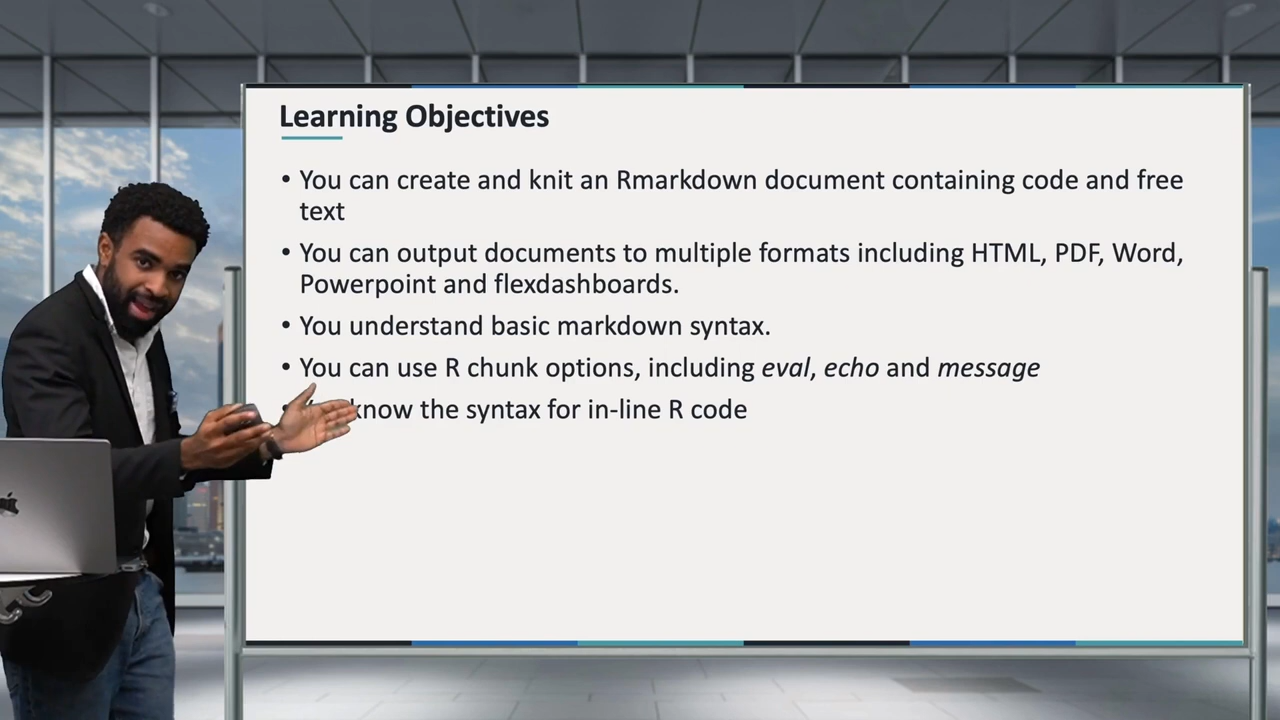 Learning Objectives
• You can create and knit an Rmarkdown document containing code and free
text
• You can output documents to multiple formats including HTML, PDF, Word,
Powerpoint and flexdashboards.
• You understand basic markdown syntax.
• You can use R chunk options, including eval, echo and message
know the syntax for in-line R code